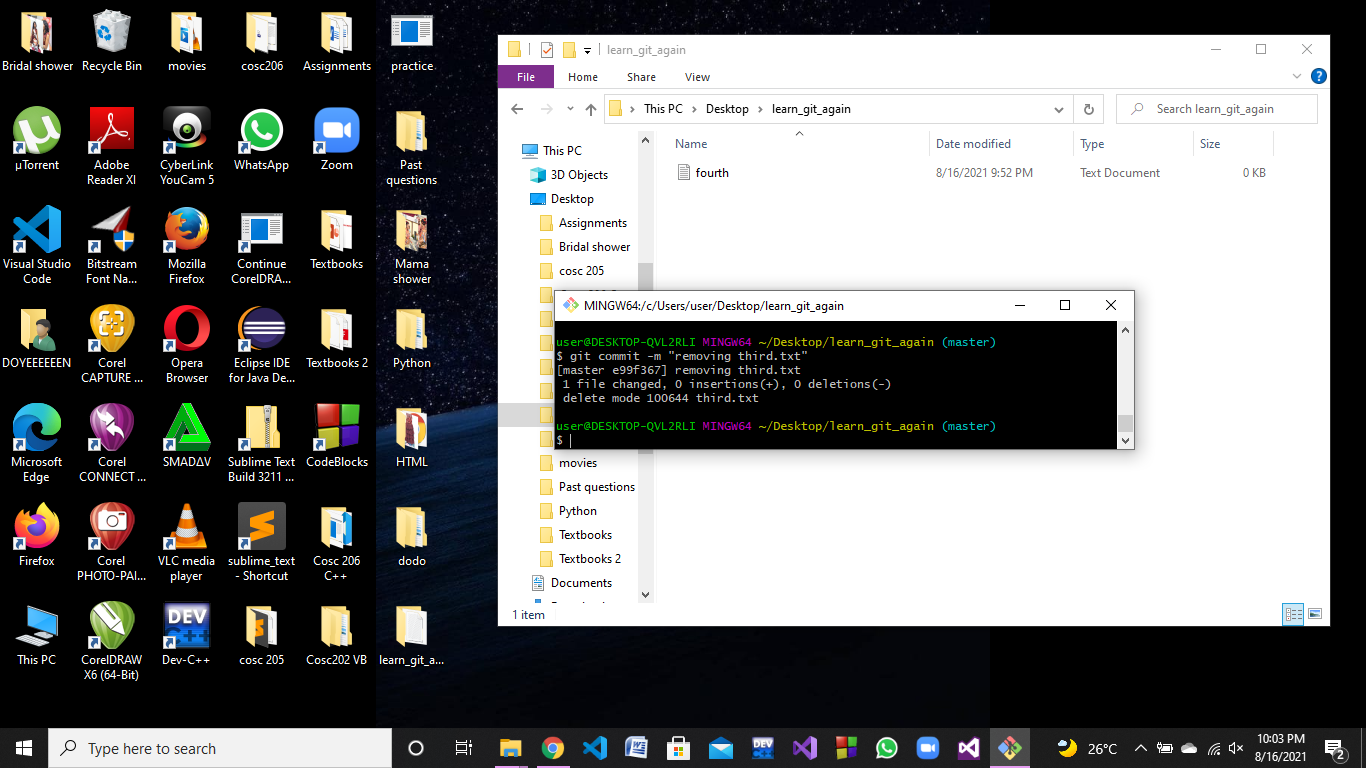 Bridal shower
Recycle Bin
movies
cosc206
Assignments
practice
µTorrent
Adobe
Reader XI
CyberLink
YouCam 5
WhatsApp
Zoom
Past
questions
Visual Studio
Code
Bitstream
Font Na...
Mozilla
Firefox
Continue
CorelDRA...
Textbooks
Mama
shower
DOYEEEEEEN
Corel
CAPTURE ...
Opera
Browser
Eclipse IDE
for Java De...
Textbooks 2
Python
Microsoft
Edge
Corel
CONNECT ...
SMADΔV
Sublime Text
Build 3211 ...
CodeBlocks
HTML
Firefox
Corel
PHOTO-PAI...
VLC media
player
sublime_text
- Shortcut
Cosc 206
C++
dodo
This PC
CorelDRAW
X6 (64-Bit)
DEV
C++
Dev-C++
cosc 205
Cosc202 VB
learn_git_a...
learn_git_again
File Home Share View
This PC > Desktop > learn_git_again
Search learn_git_again
Name Date modified Type Size
fourth 8/16/2021 9:52 PM Text Document 0 KB
This PC
3D Objects
Desktop
Assignments
Bridal shower
cosc 205
movies
Past questions
Python
Textbooks
Textbooks 2
Documents
1 item
MINGW64:/c/Users/user/Desktop/learn_git_again
user@DESKTOP-QVL2RLI MINGW64 ~/Desktop/learn_git_again (master)
$ git commit -m "removing third.txt"
[master e99f367] removing third.txt
1 file changed, 0 insertions(+), 0 deletions(-)
delete mode 100644 third.txt
user@DESKTOP-QVL2RLI MINGW64 ~/Desktop/learn_git_again (master)
$
Type here to search
DEV
26°C
10:03 PM
8/16/2021
2